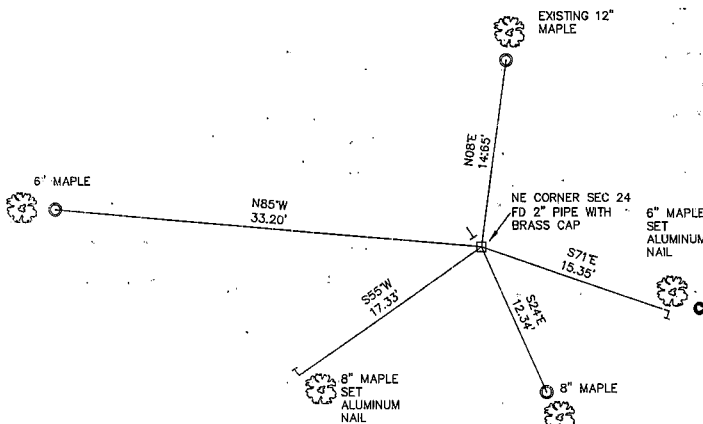 EXISTING 12"
MAPLE
N08°E
14.65'
6" MAPLE
N85°W
33.20'
NE CORNER SEC 24
FD 2" PIPE WITH
BRASS CAP
6" MAPLE
SET
ALUMINUM
NAIL
S71°E
15.35'
S55°W
17.33'
S24°E
12.34'
8" MAPLE
SET
ALUMINUM
NAIL
8" MAPLE